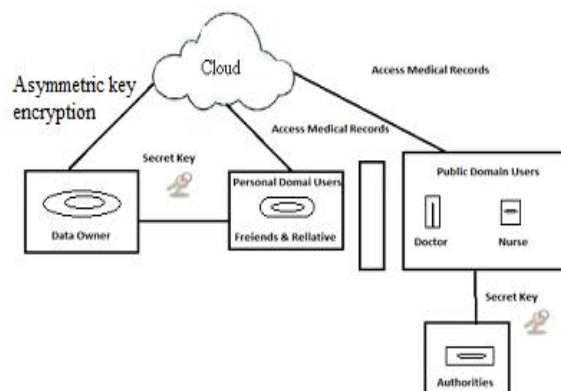 Cloud
Access Medical Records
Asymmetric key
encryption
Access Medical Records
Secret Key
Personal Domai Users
Public Domain Users
Data Owner
Freiends & Rellative
Doctor
Nurse
Secret Key
Authorities